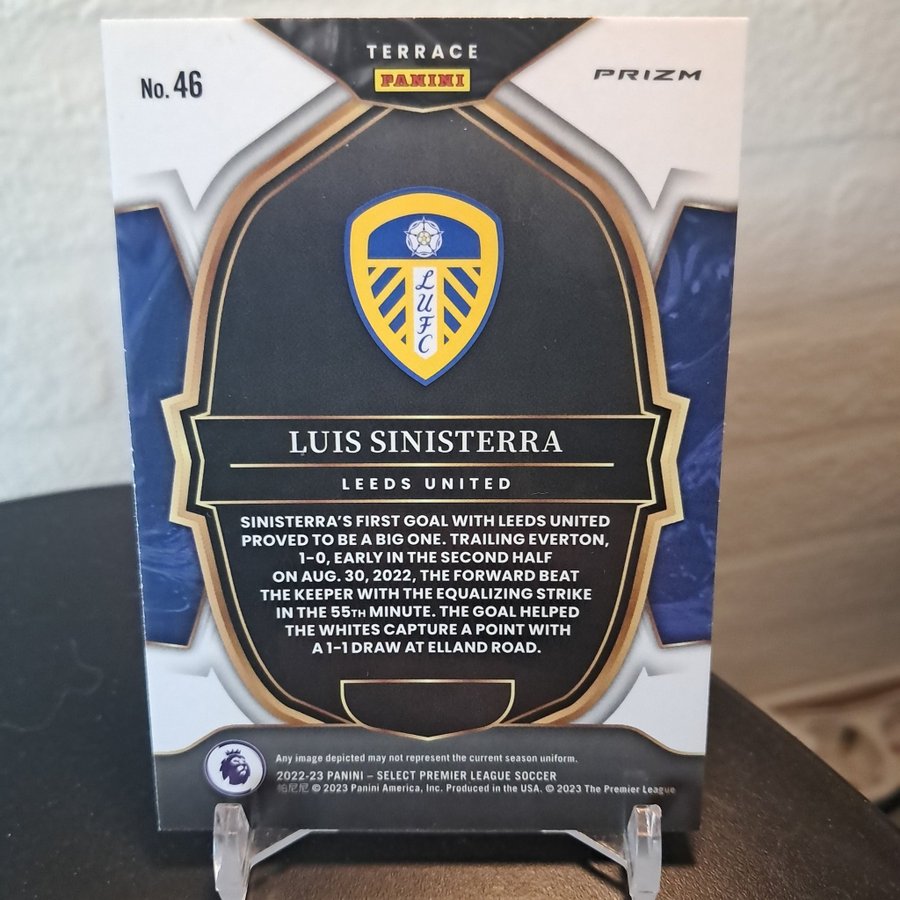 TERRACE
PANINI
No. 46
PRIZM
LUFC
LUIS SINISTERRA
LEEDS UNITED
SINISTERRA'S FIRST GOAL WITH LEEDS UNITED
PROVED TO BE A BIG ONE. TRAILING EVERTON,
1-0, EARLY IN THE SECOND HALF
ON AUG. 30, 2022, THE FORWARD BEAT
THE KEEPER WITH THE EQUALIZING STRIKE
IN THE 55TH MINUTE. THE GOAL HELPED
THE WHITES CAPTURE A POINT WITH
A 1-1 DRAW AT ELLAND ROAD.
Any image depicted may not represent the current season uniform.
2022-23 PANINI – SELECT PREMIER LEAGUE SOCCER
帕尼尼 © 2023 Panini America, Inc. Produced in the USA. © 2023 The Premier League